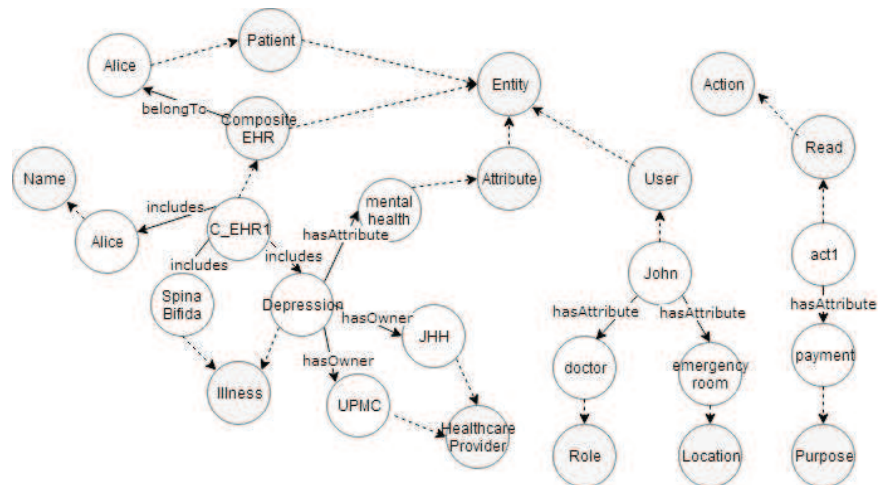 Patient
Alice
Entity
Action
belongTo
Composite
EHR
Read
Name
Attribute
User
mental
health
includes
C_EHR1
Alice
hasAttribute
includes
includes
act1
John
Spina
Bifida
Depression
hasAttribute
hasAttribute
hasAttribute
hasOwner
JHH
hasOwner
doctor
emergency
room
payment
Illness
UPMC
Healthcare
Provider
Role
Location
Purpose